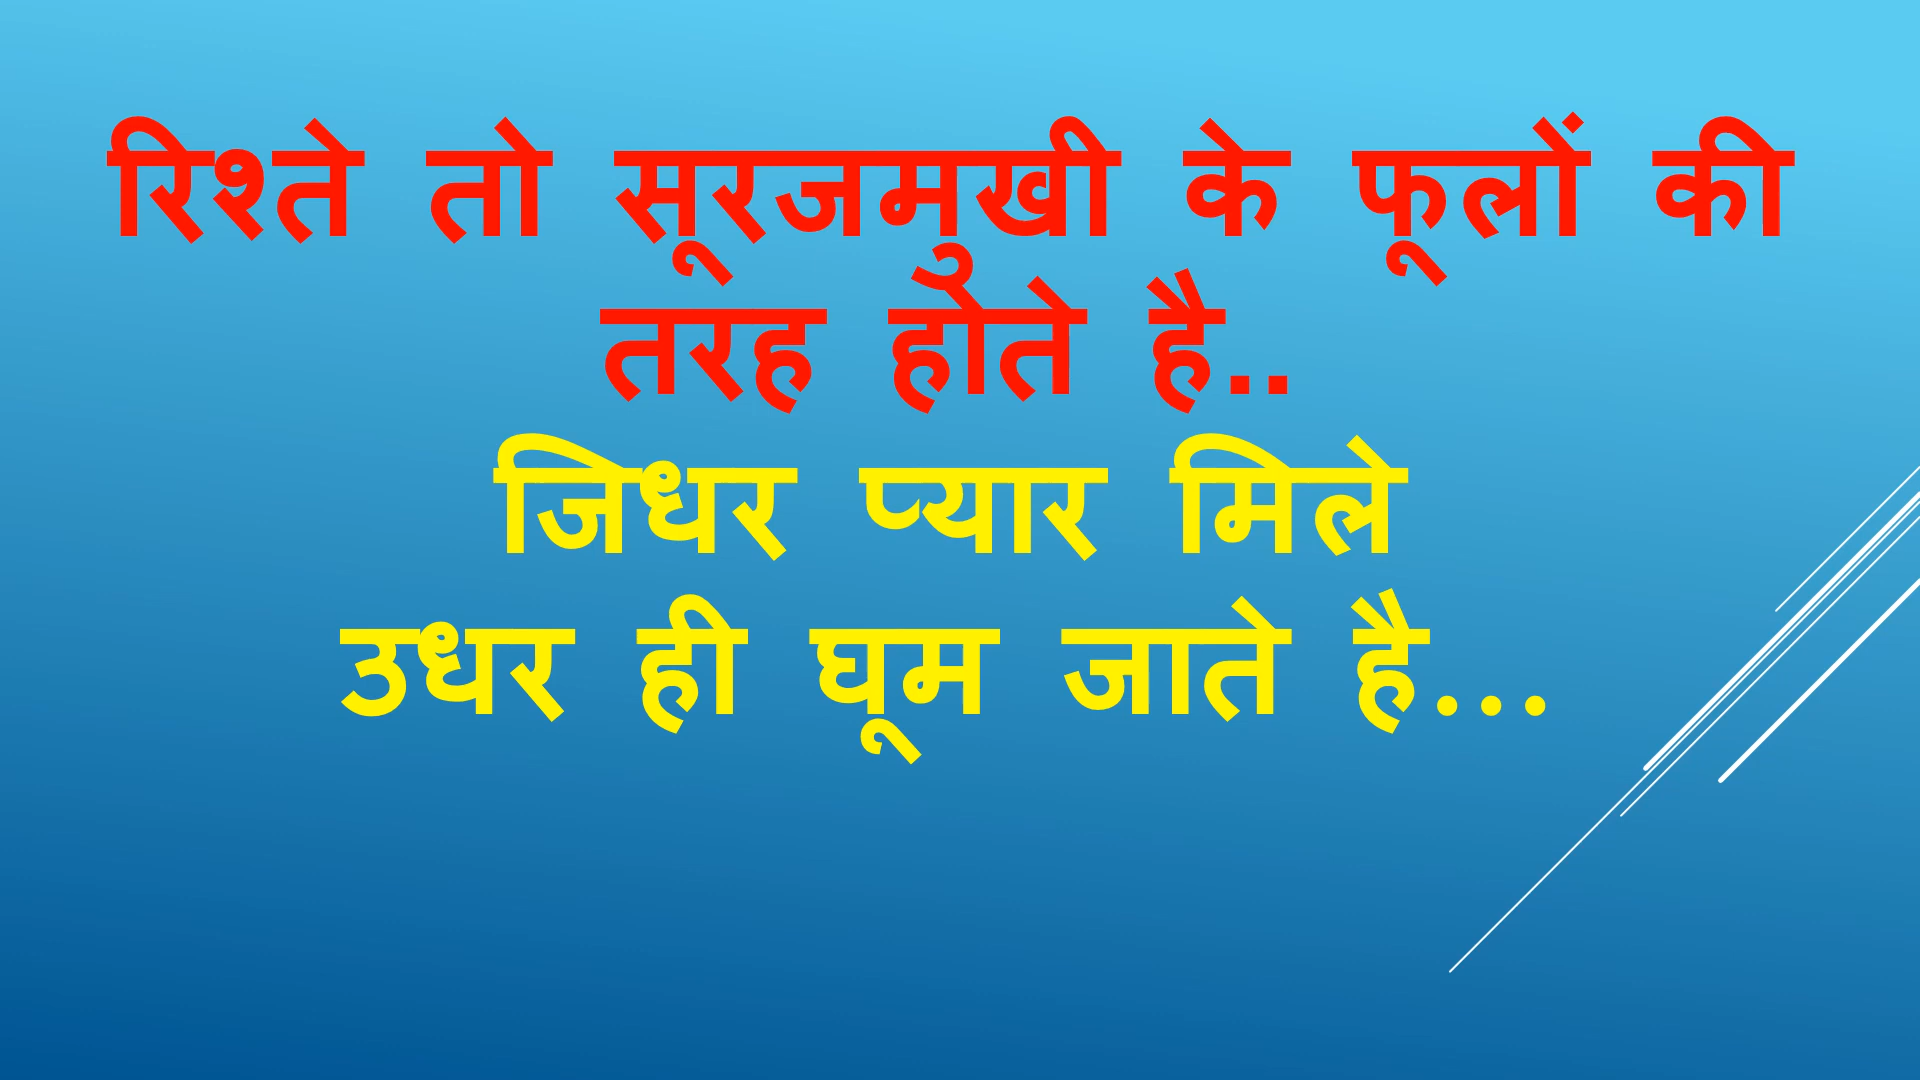 रिश्ते तो सूरजमुखी के फूलों की
तरह होते है..
जिधर प्यार मिले
उधर ही घूम जाते है...